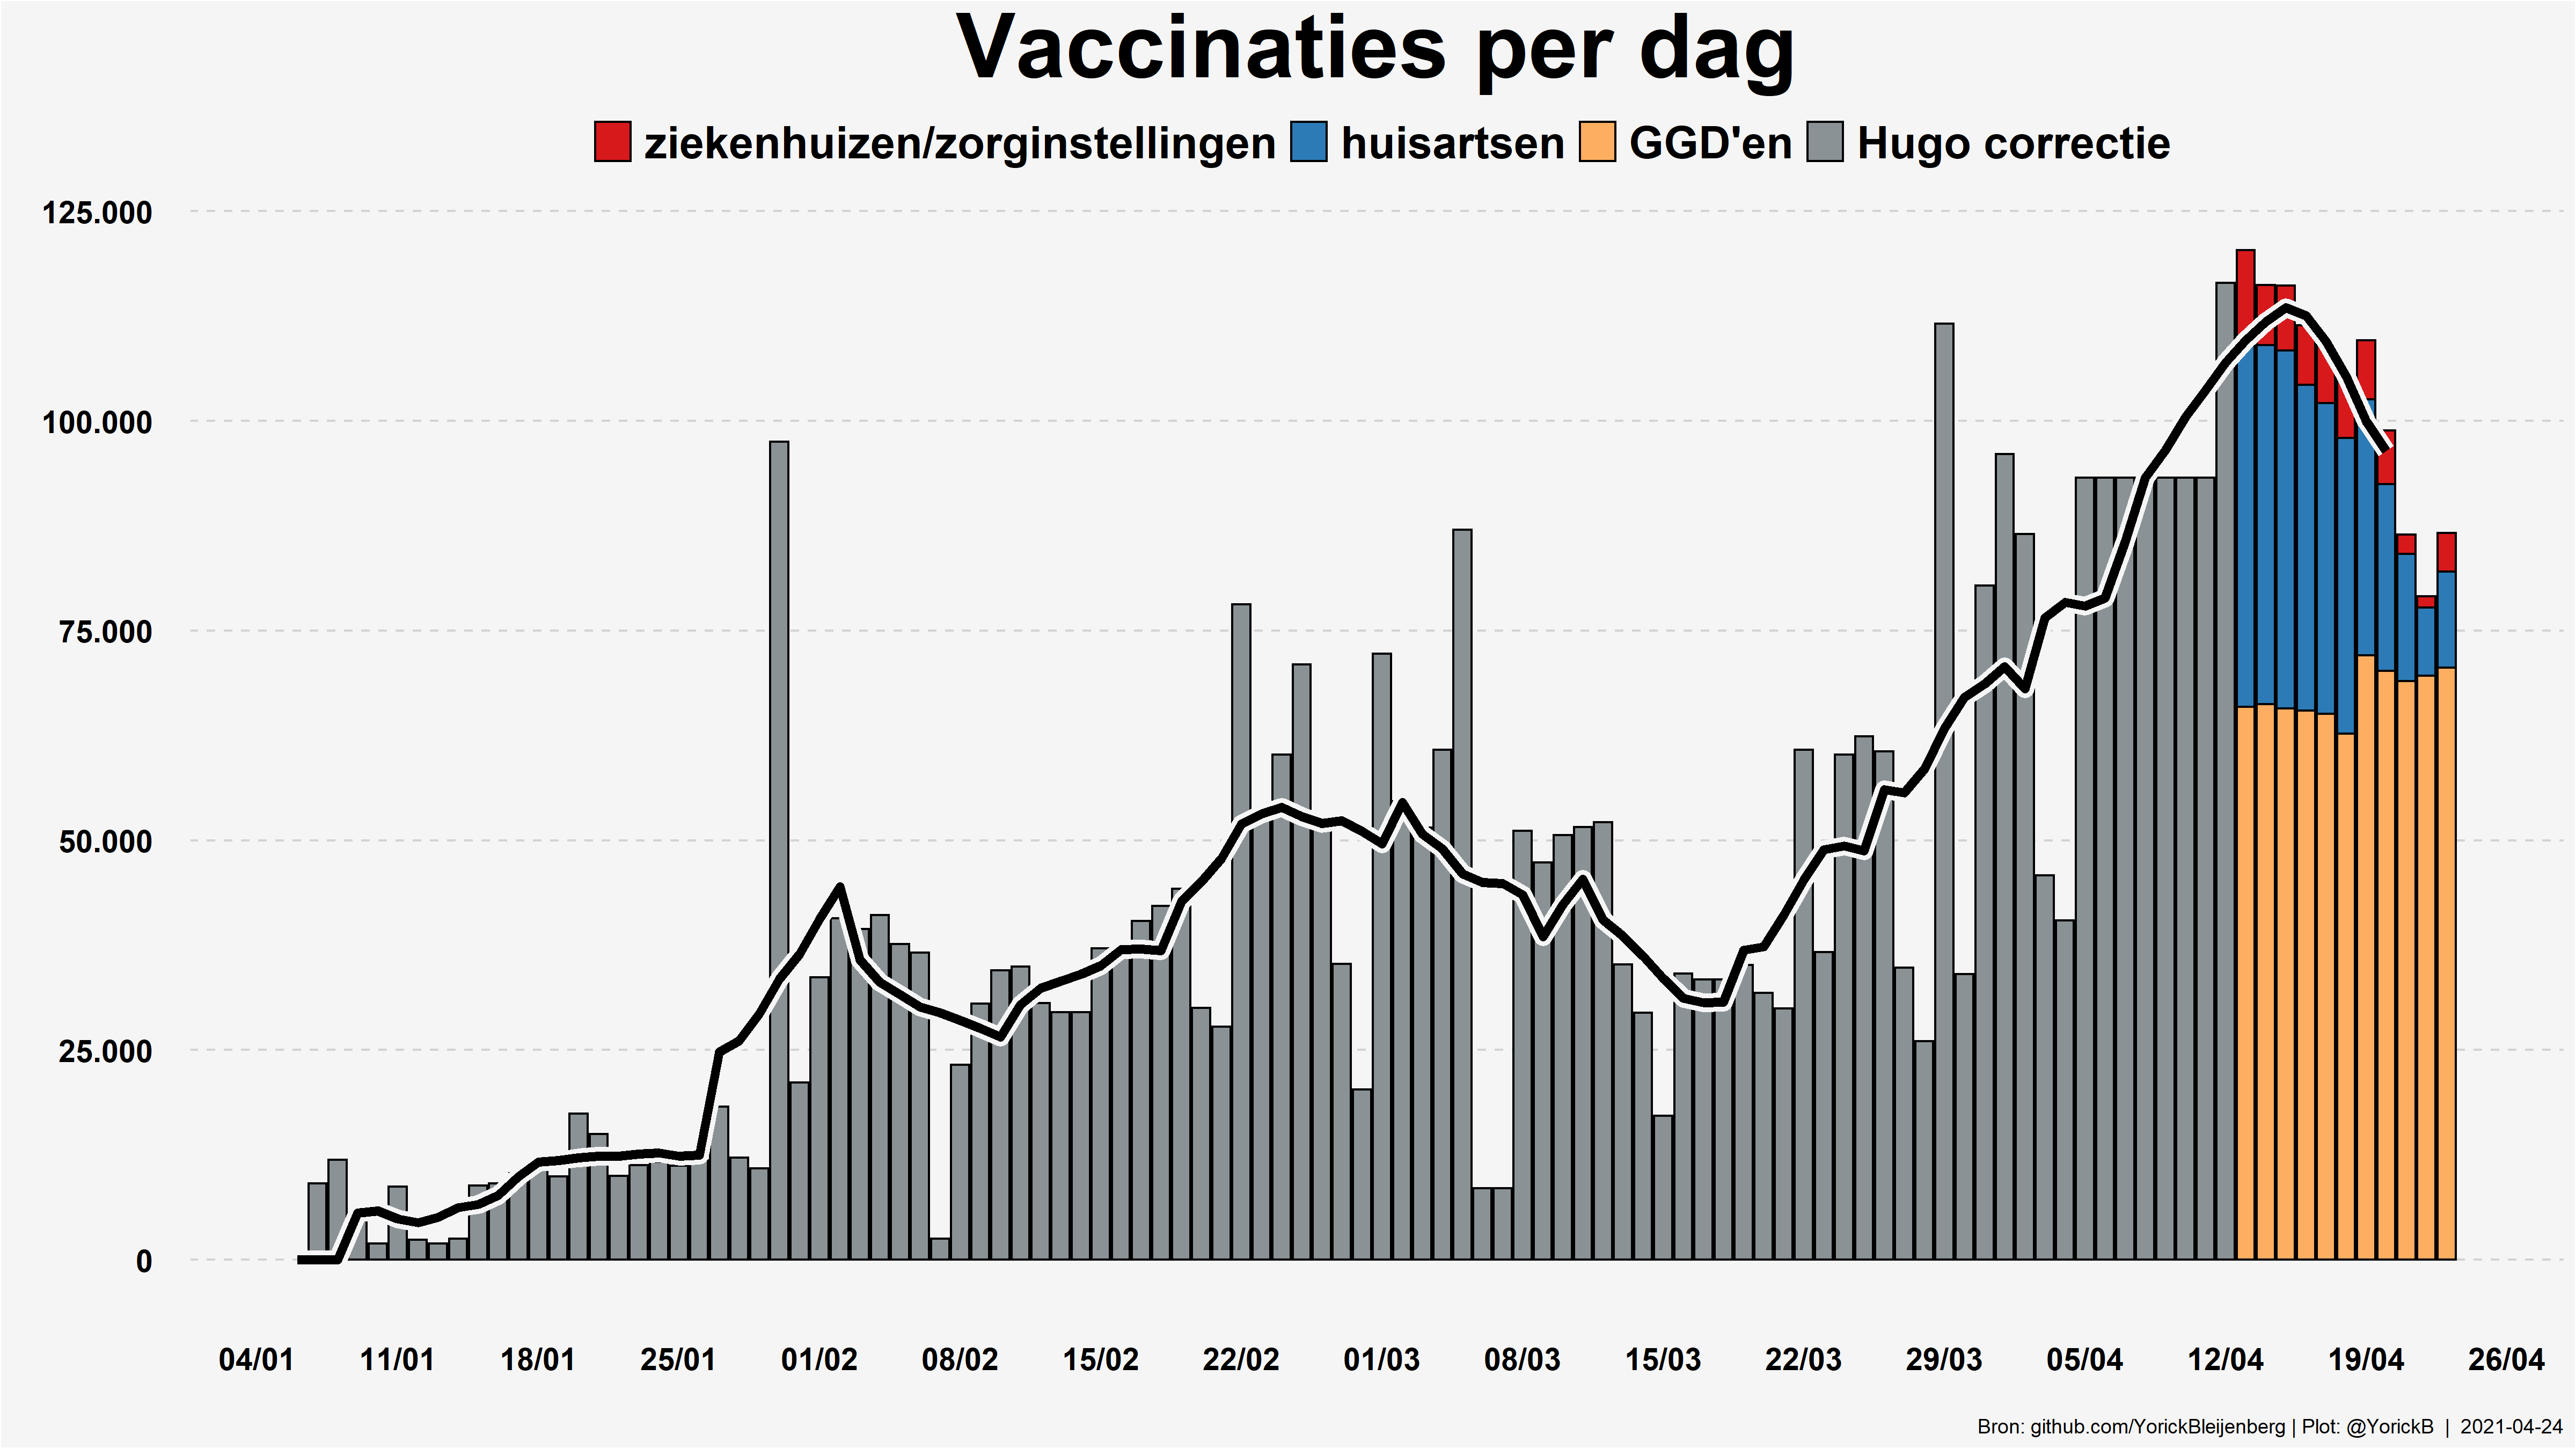 Vaccinaties per dag
ziekenhuizen/zorginstellingen huisartsen GGD'en Hugo correctie
125.000
100.000
75.000
50.000
25.000
0
04/01 11/01 18/01 25/01 01/02 08/02 15/02 22/02 01/03 08/03 15/03 22/03 29/03 05/04 12/04 19/04 26/04
Bron: github.com/YorickBleijenberg | Plot: @YorickB | 2021-04-24